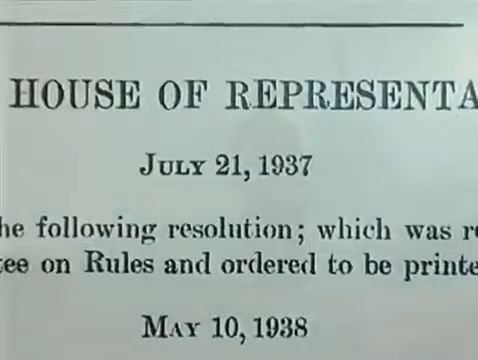 HOUSE OF REPRESENTA
JULY 21, 1937
he following resolution; which was re
tee on Rules and ordered to be printe
MAY 10, 1938